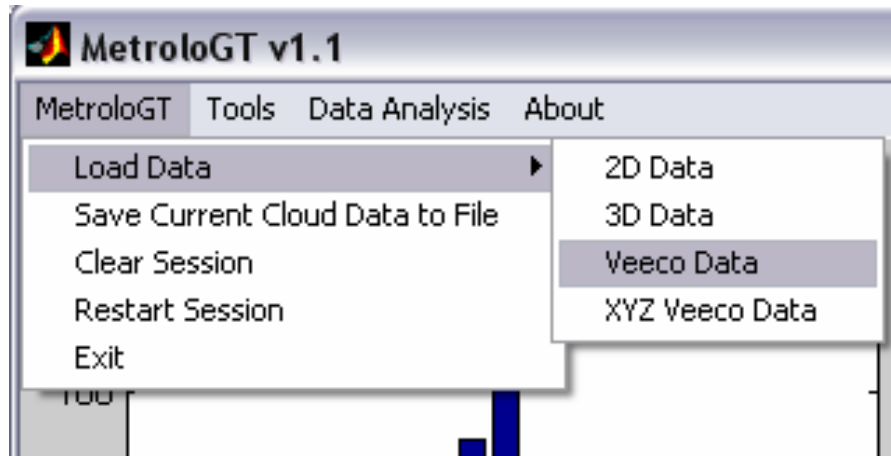 MetroloGT v1.1
MetroloGT Tools Data Analysis About
Load Data
Save Current Cloud Data to File
Clear Session
Restart Session
Exit
2D Data
3D Data
Veeco Data
XYZ Veeco Data
100